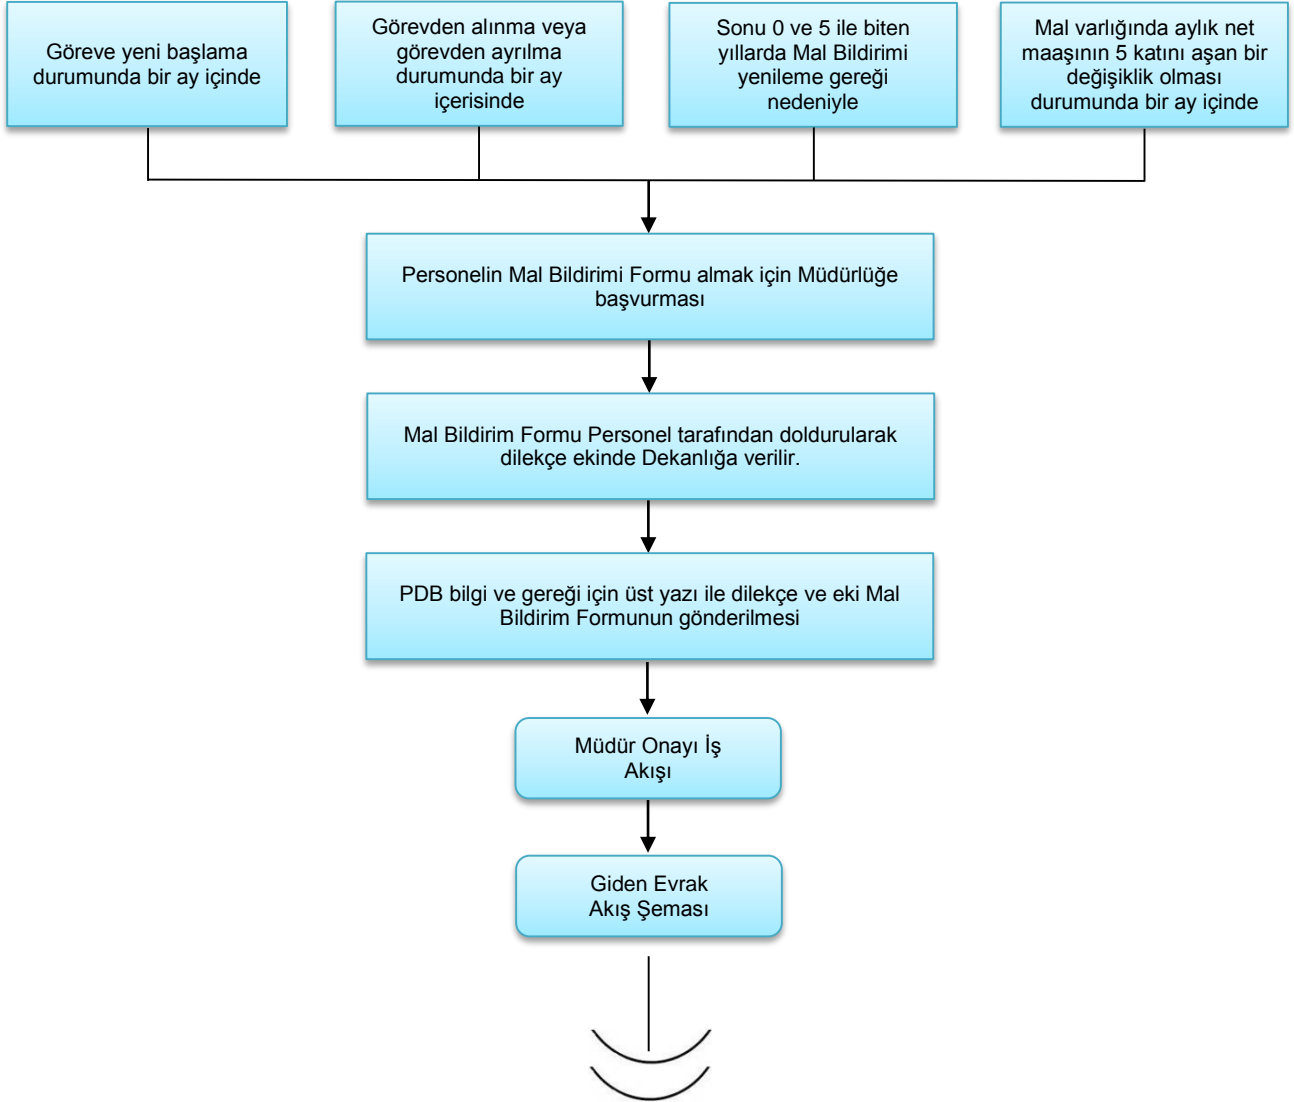 Göreve yeni başlama
durumunda bir ay içinde
Görevden alınma veya
görevden ayrılma
durumunda bir ay
içerisinde
Sonu 0 ve 5 ile biten
yıllarda Mal Bildirimi
yenileme gereği
nedeniyle
Mal varlığında aylık net
maaşının 5 katını aşan bir
değişiklik olması
durumunda bir ay içinde
Personelin Mal Bildirimi Formu almak için Müdürlüğe
başvurması
Mal Bildirim Formu Personel tarafından doldurularak
dilekçe ekinde Dekanlığa verilir.
PDB bilgi ve gereği için üst yazı ile dilekçe ve eki Mal
Bildirim Formunun gönderilmesi
Müdür Onayı İş
Akışı
Giden Evrak
Akış Şeması